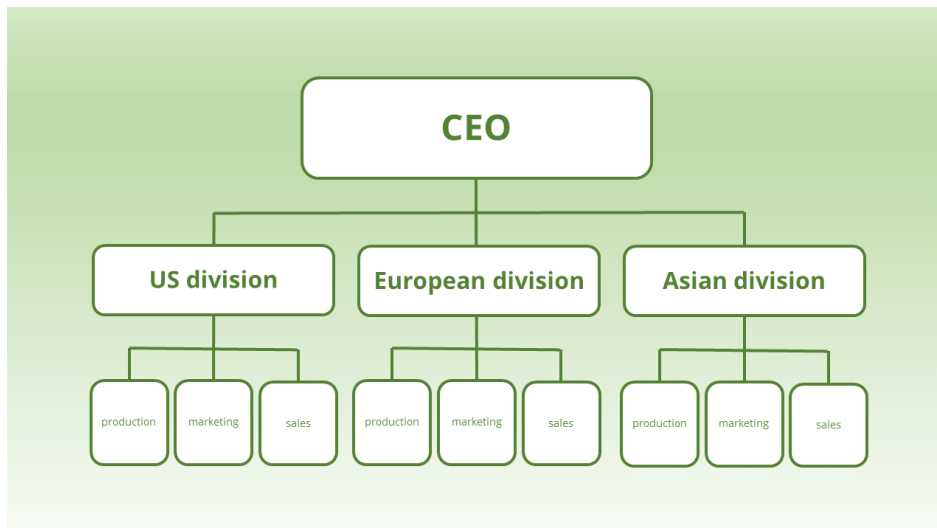 CEO
US division
European division
Asian division
production
marketing
sales
production
marketing
sales
production
marketing
sales